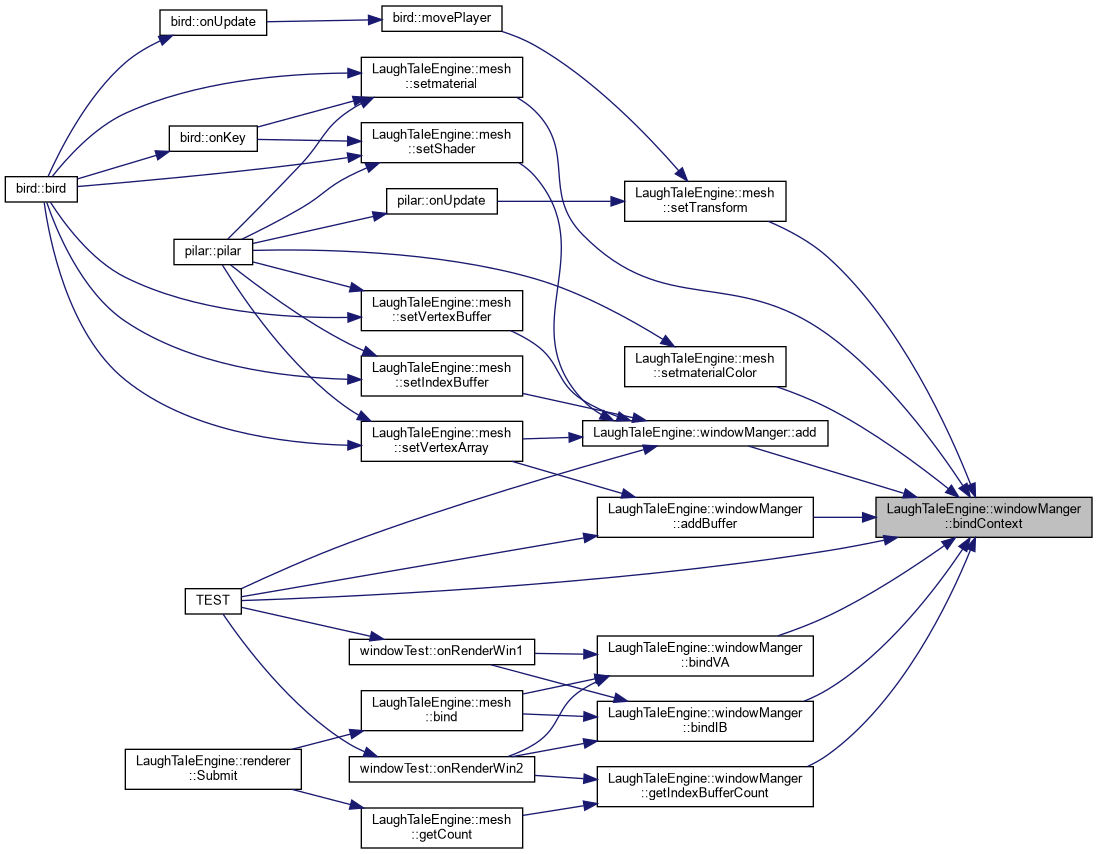 bird::onUpdate
bird::movePlayer
LaughTaleEngine::mesh
::setmaterial
bird::onKey
LaughTaleEngine::mesh
::setShader
bird::bird
pilar::onUpdate
LaughTaleEngine::mesh
::setTransform
pilar::pilar
LaughTaleEngine::mesh
::setVertexBuffer
LaughTaleEngine::mesh
::setmaterialColor
LaughTaleEngine::mesh
::setIndexBuffer
LaughTaleEngine::mesh
::setVertexArray
LaughTaleEngine::windowManger::add
LaughTaleEngine::windowManger
::addBuffer
LaughTaleEngine::windowManger
::bindContext
TEST
windowTest::onRenderWin1
LaughTaleEngine::windowManger
::bindVA
LaughTaleEngine::mesh
::bind
LaughTaleEngine::windowManger
::bindIB
LaughTaleEngine::renderer
::Submit
windowTest::onRenderWin2
LaughTaleEngine::windowManger
::getIndexBufferCount
LaughTaleEngine::mesh
::getCount